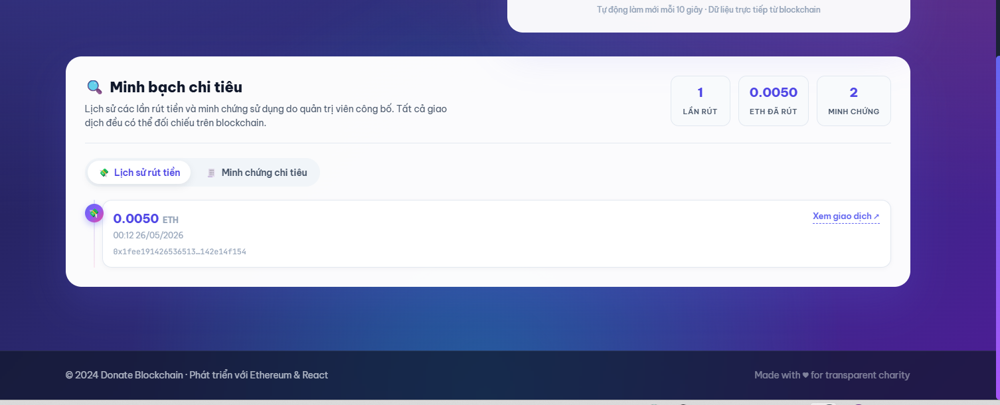 Tự động làm mới mỗi 10 giây · Dữ liệu trực tiếp từ blockchain
Minh bạch chi tiêu
Lịch sử các lần rút tiền và minh chứng sử dụng do quản trị viên công bố. Tất cả giao
dịch đều có thể đối chiếu trên blockchain.
1
LẦN RÚT
0.0050
ETH ĐÃ RÚT
2
MINH CHỨNG
Lịch sử rút tiền
Minh chứng chi tiêu
0.0050 ETH
Xem giao dịch ↗
00:12 26/05/2026
0x1fee191426536513…142e14f154
© 2024 Donate Blockchain · Phát triển với Ethereum & React
Made with ♥ for transparent charity